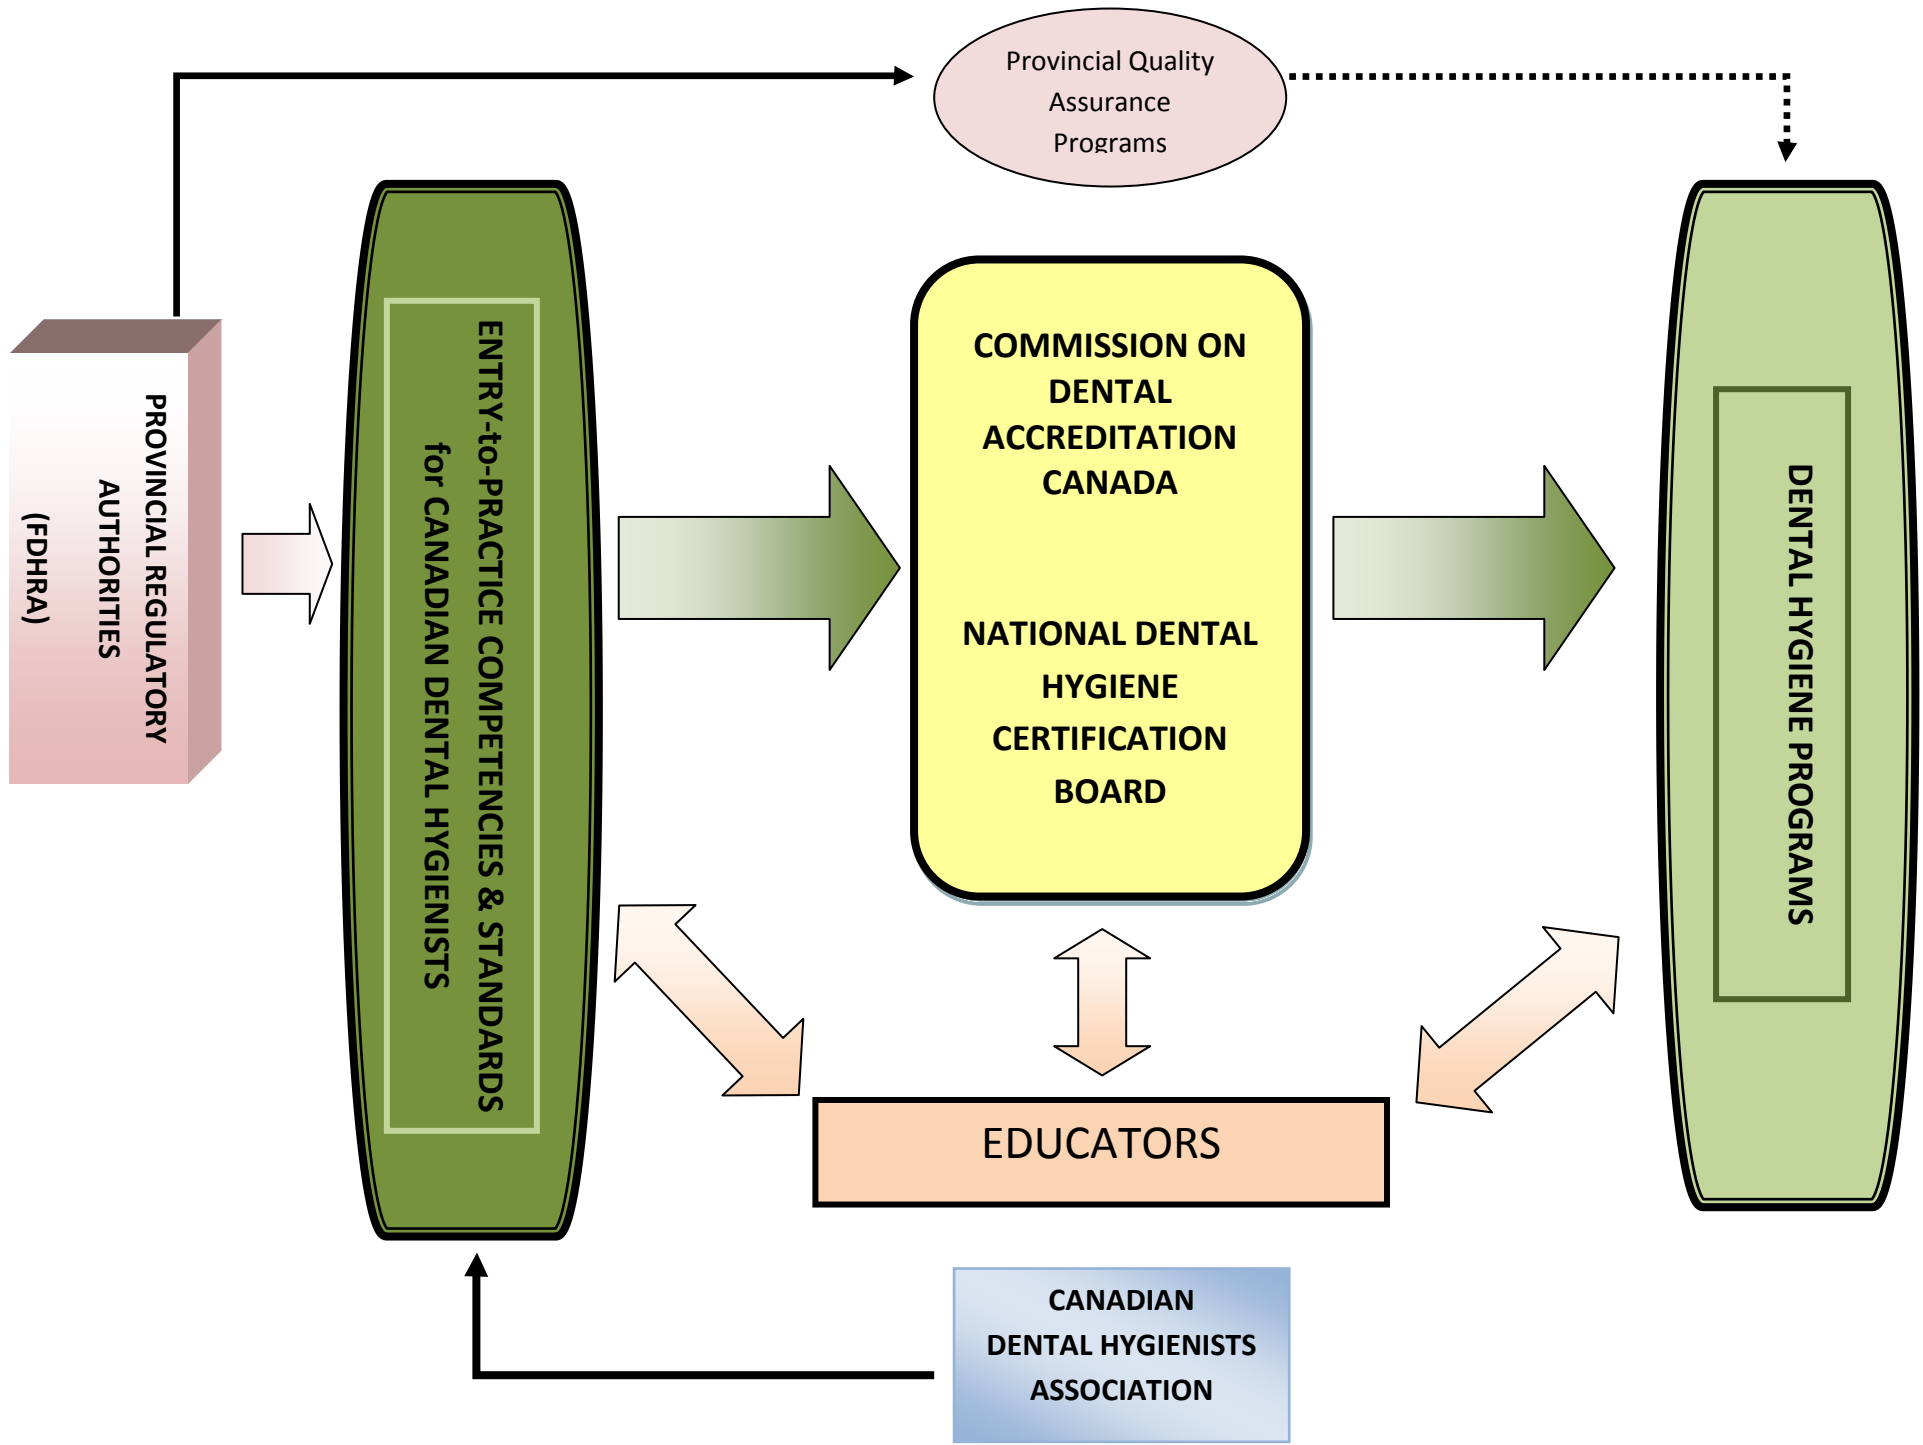 Provincial Quality
Assurance
Programs
PROVINCIAL REGULATORY
AUTHORITIES
(FDHRA)
ENTRY-to-PRACTICE COMPETENCIES & STANDARDS
for CANADIAN DENTAL HYGIENISTS
COMMISSION ON
DENTAL
ACCREDITATION
CANADA
NATIONAL DENTAL
HYGIENE
CERTIFICATION
BOARD
DENTAL HYGIENE PROGRAMS
EDUCATORS
CANADIAN
DENTAL HYGIENISTS
ASSOCIATION